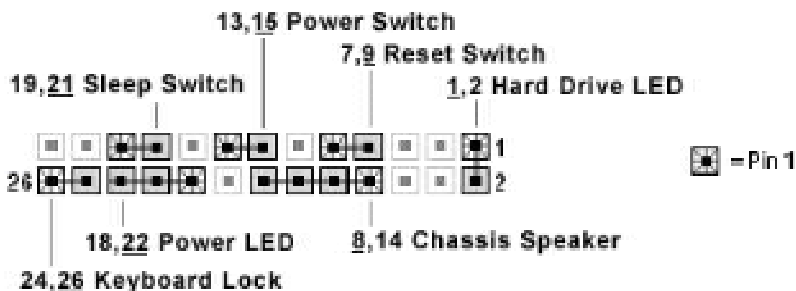 13,15 Power Switch
7,9 Reset Switch
19,21 Sleep Switch
1,2 Hard Drive LED
1
= Pin 1
26
2
18,22 Power LED
8,14 Chassis Speaker
24,26 Keyboard Lock